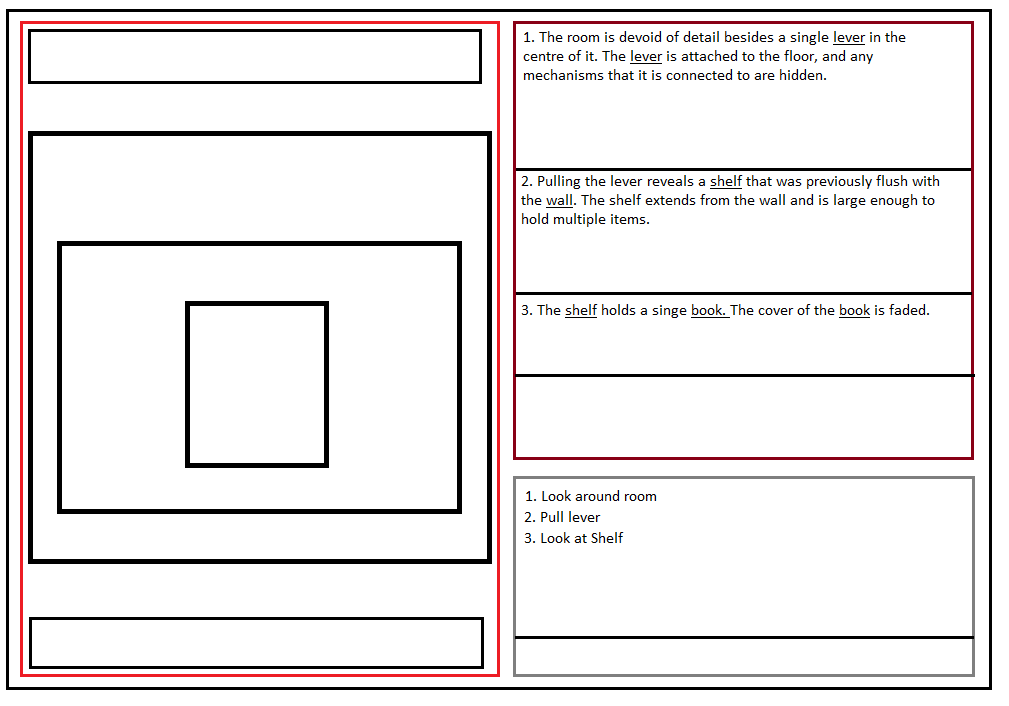 1. The room is devoid of detail besides a single lever in the
centre of it. The lever is attached to the floor, and any
mechanisms that it is connected to are hidden.
2. Pulling the lever reveals a shelf that was previously flush with
the wall. The shelf extends from the wall and is large enough to
hold multiple items.
3. The shelf holds a singe book. The cover of the book is faded.
1. Look around room
2. Pull lever
3. Look at Shelf